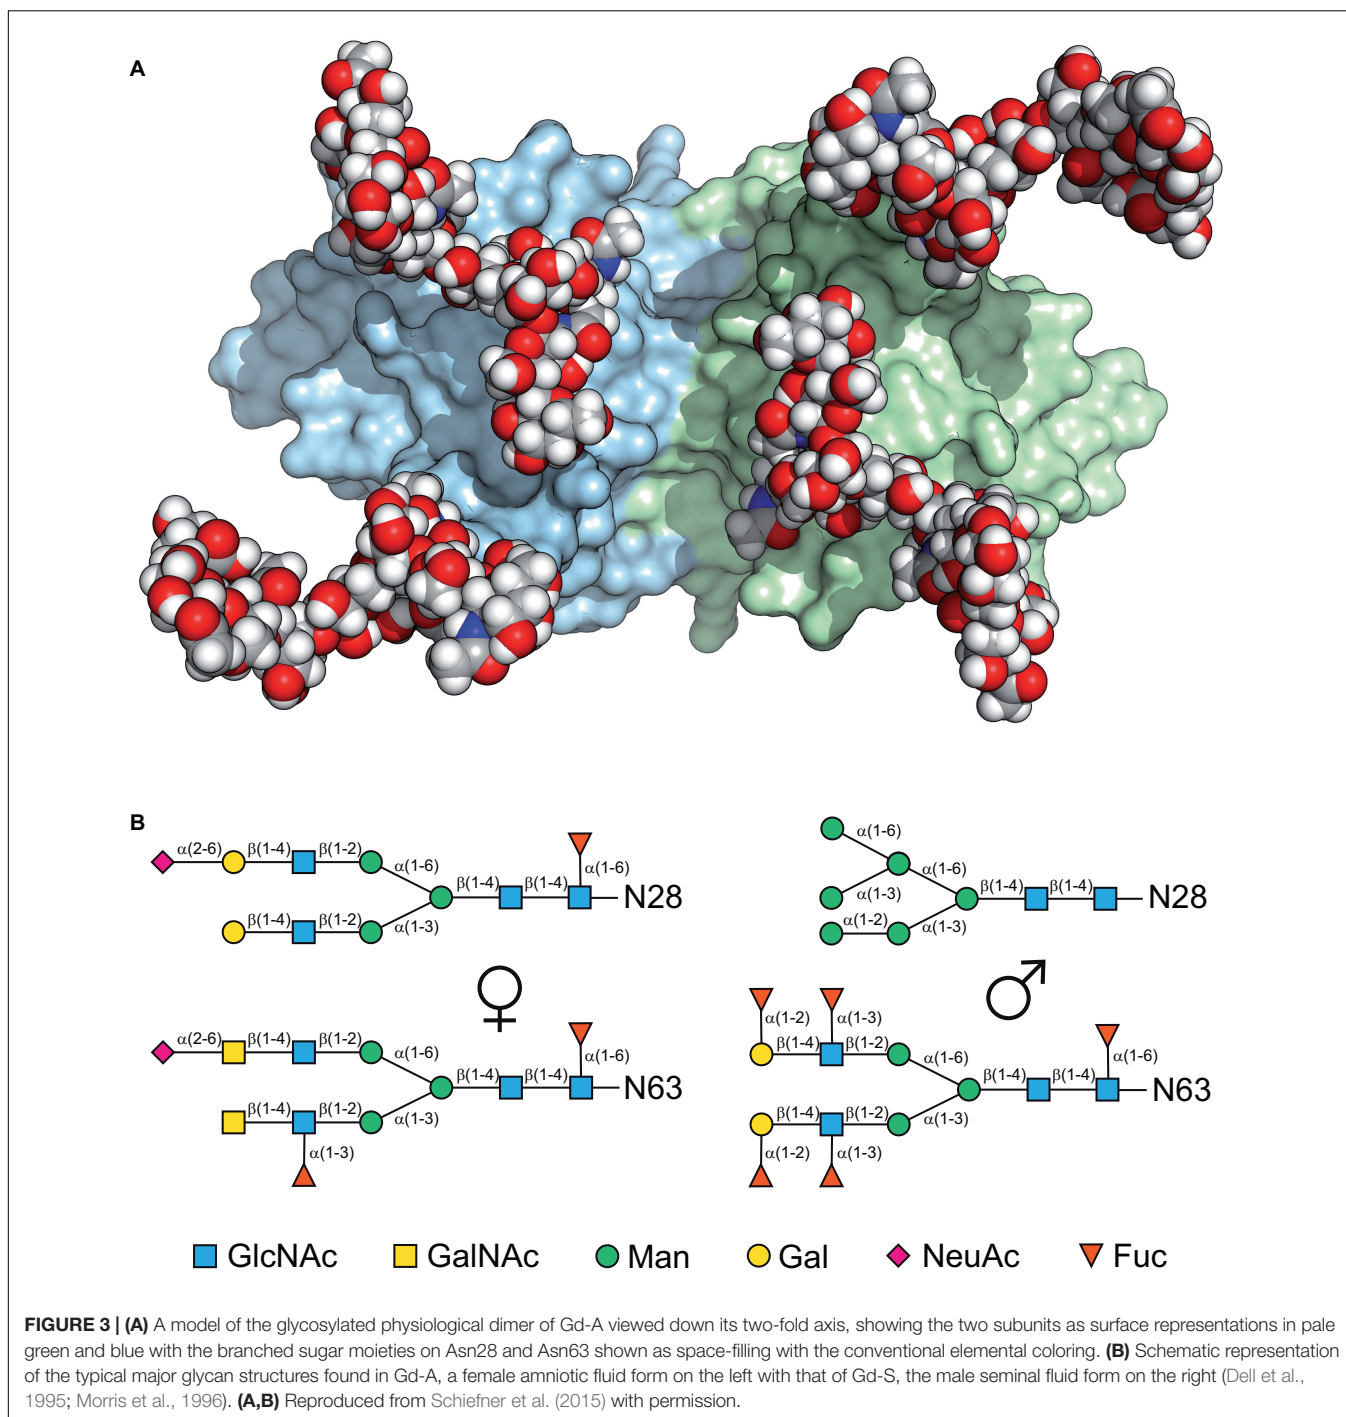 A
B
α(2-6) β(1-4) β(1-2) α(1-6) β(1-4) β(1-4) α(1-6) N28
β(1-4) β(1-2) α(1-3)
α(1-6) α(1-6) β(1-4) β(1-4) N28
α(1-3)
α(1-2) α(1-3)
♀
♂
α(2-6) β(1-4) β(1-2) α(1-6) β(1-4) β(1-4) α(1-6) N63
β(1-4) β(1-2) α(1-3)
α(1-3)
α(1-2) α(1-3)
β(1-4) β(1-2) α(1-6) β(1-4) β(1-4) α(1-6) N63
β(1-4) β(1-2) α(1-3)
α(1-2) α(1-3)
GlcNAc GalNAc Man Gal NeuAc Fuc
FIGURE 3 | (A) A model of the glycosylated physiological dimer of Gd-A viewed down its two-fold axis, showing the two subunits as surface representations in pale
green and blue with the branched sugar moieties on Asn28 and Asn63 shown as space-filling with the conventional elemental coloring. (B) Schematic representation
of the typical major glycan structures found in Gd-A, a female amniotic fluid form on the left with that of Gd-S, the male seminal fluid form on the right (Dell et al.,
1995; Morris et al., 1996). (A,B) Reproduced from Schiefner et al. (2015) with permission.